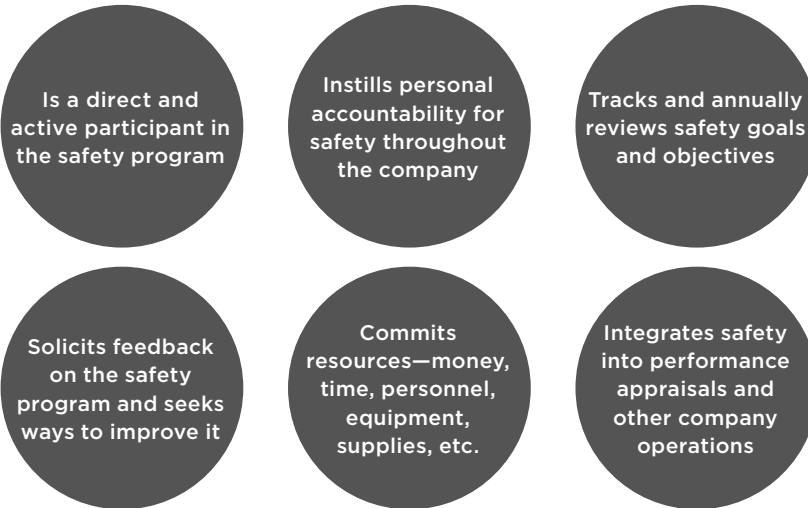 Is a direct and
active participant in
the safety program
Instills personal
accountability for
safety throughout
the company
Tracks and annually
reviews safety goals
and objectives
Solicits feedback
on the safety
program and seeks
ways to improve it
Commits
resources—money,
time, personnel,
equipment,
supplies, etc.
Integrates safety
into performance
appraisals and
other company
operations